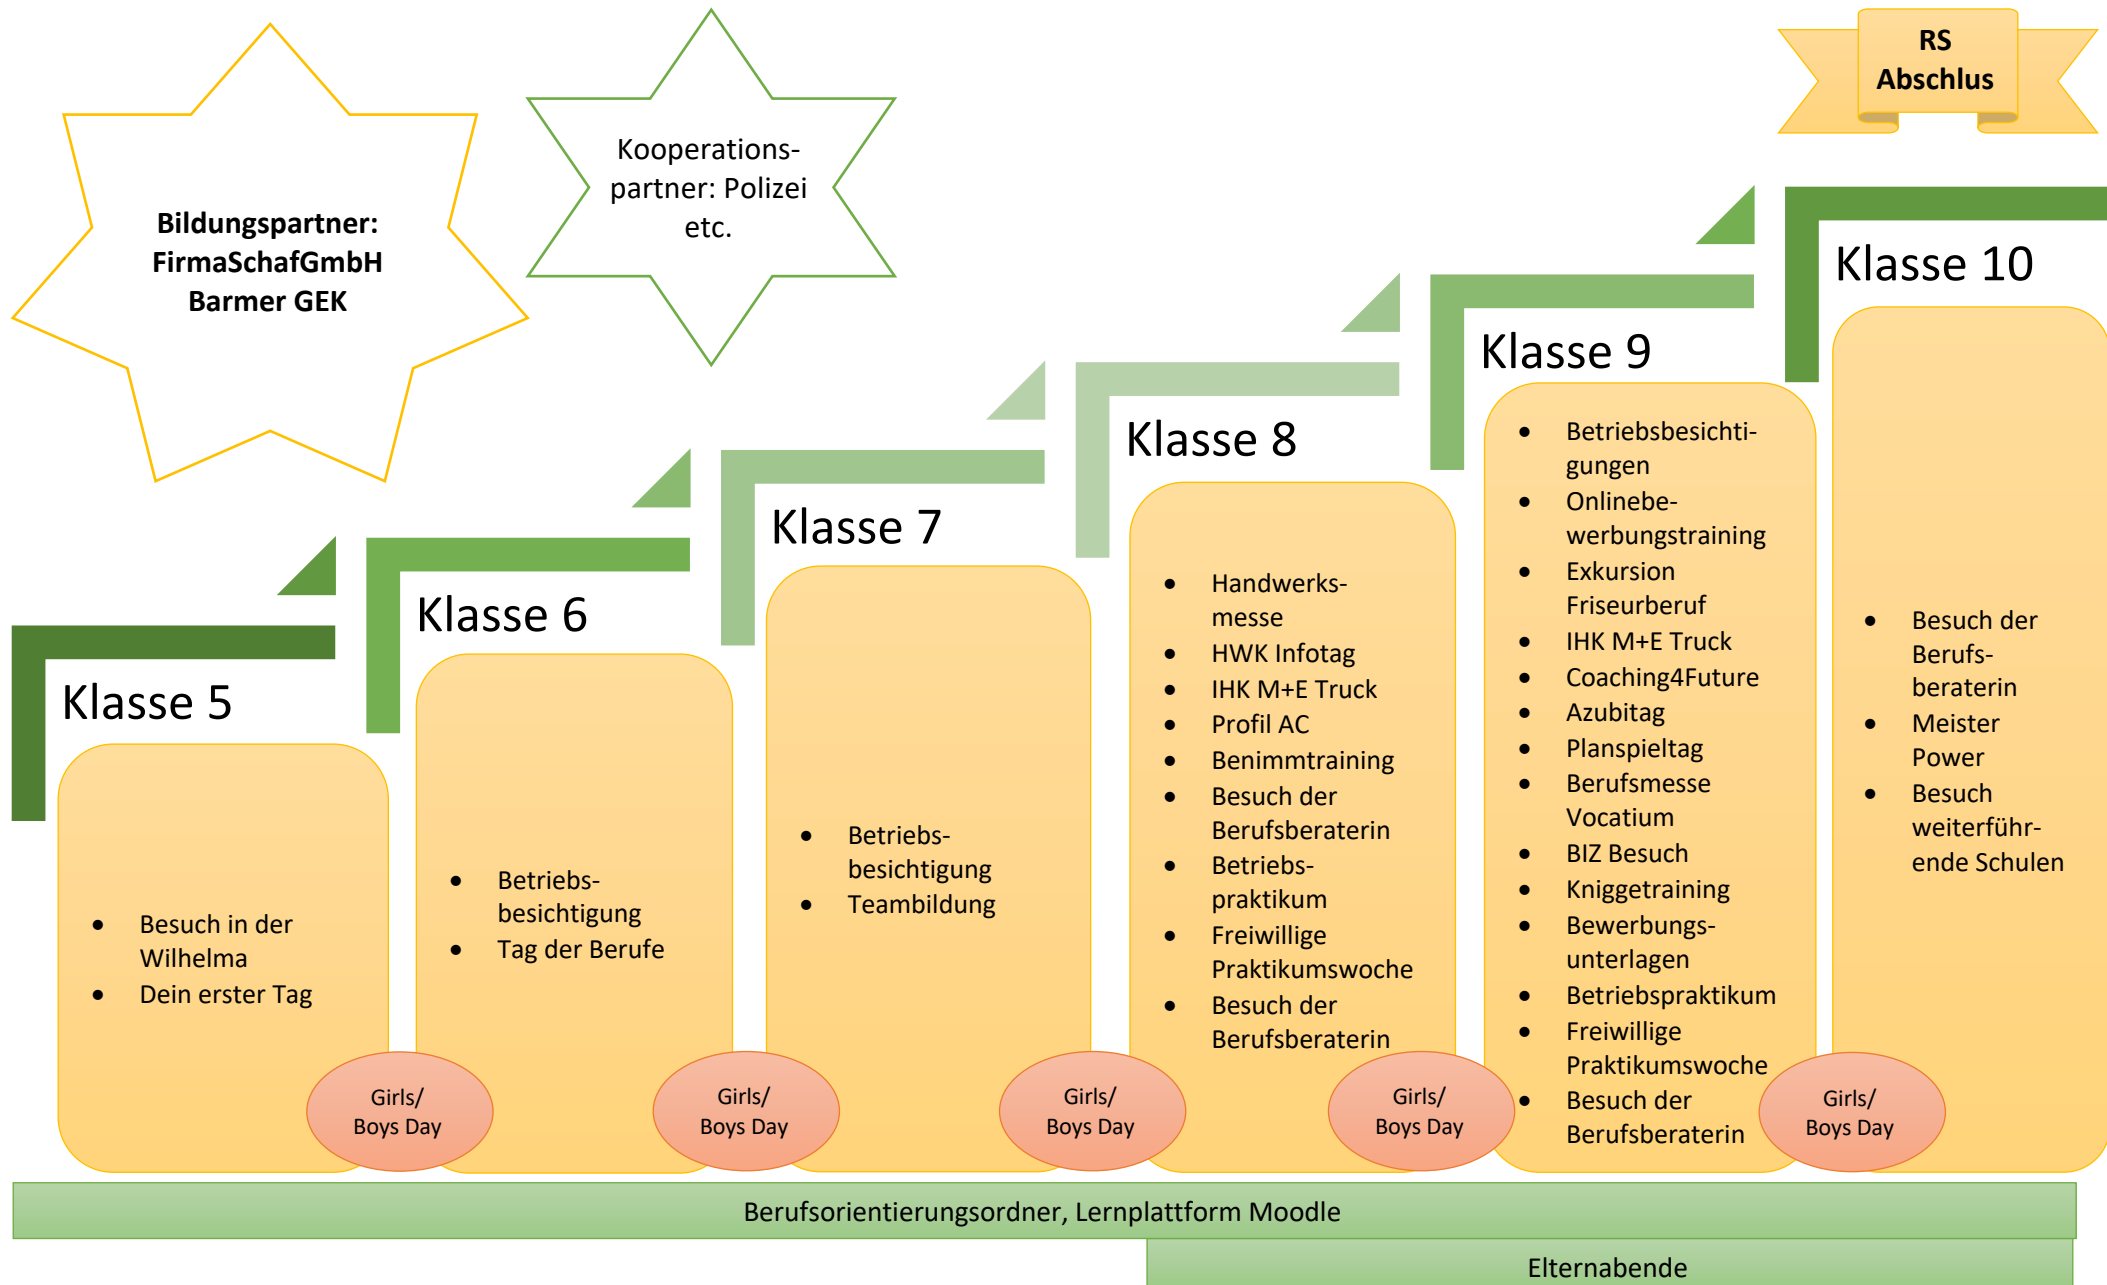 Bildungspartner:
FirmaSchafGmbH
Barmer GEK
Kooperations-
partner: Polizei
etc.
RS
Abschlus
Klasse 5
• Besuch in der
Wilhelma
• Dein erster Tag
Klasse 6
• Betriebs-
besichtigung
• Tag der Berufe
Klasse 7
• Betriebs-
besichtigung
• Teambildung
Klasse 8
• Handwerks-
messe
• HWK Infotag
• IHK M+E Truck
• Profil AC
• Benimmtraining
• Besuch der
Berufsberaterin
• Betriebs-
praktikum
• Freiwillige
Praktikumswoche
• Besuch der
Berufsberaterin
Klasse 9
• Betriebsbesichti-
gungen
• Onlinebe-
werbungstraining
• Exkursion
Friseurberuf
• IHK M+E Truck
• Coaching4Future
• Azubitag
• Planspieltag
• Berufsmesse
Vocatium
• BIZ Besuch
• Kniggetraining
• Bewerbungs-
unterlagen
• Betriebspraktikum
• Freiwillige
Praktikumswoche
• Besuch der
Berufsberaterin
Klasse 10
• Besuch der
Berufs-
beraterin
• Meister
Power
• Besuch
weiterführ-
ende Schulen
Girls/
Boys Day
Girls/
Boys Day
Girls/
Boys Day
Girls/
Boys Day
Girls/
Boys Day
Berufsorientierungsordner, Lernplattform Moodle
Elternabende